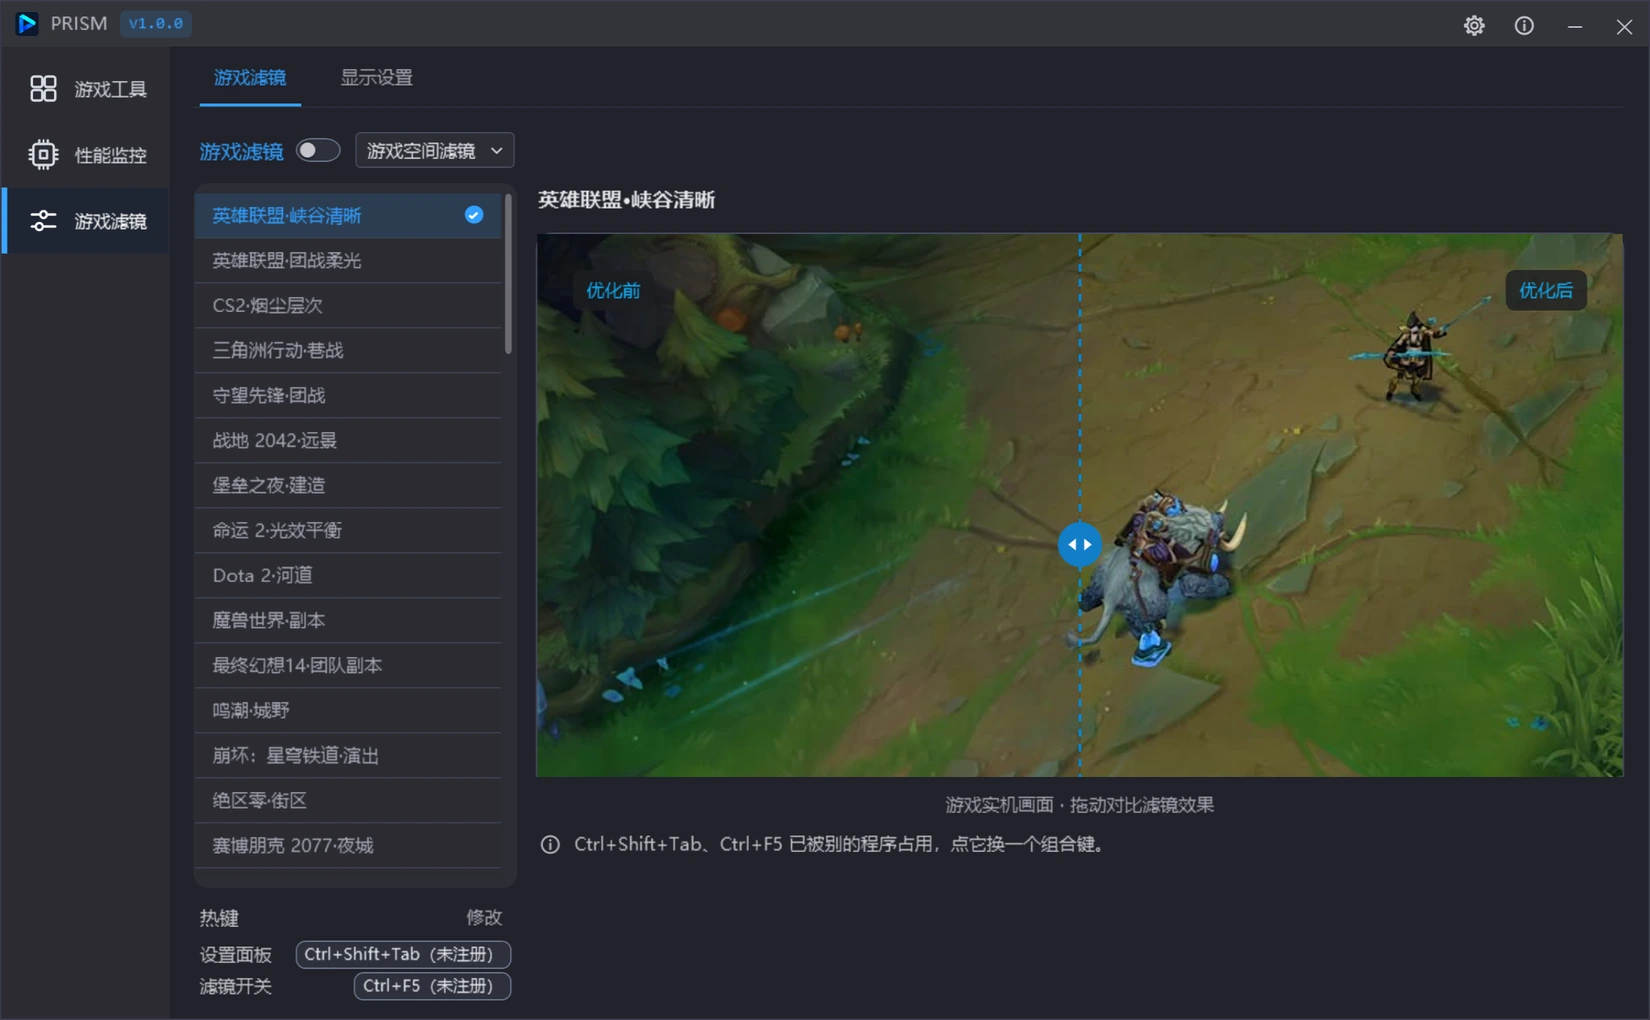 PRISM v1.0.0
游戏工具
性能监控
游戏滤镜
游戏滤镜 显示设置
游戏滤镜 游戏空间滤镜
英雄联盟·峡谷清晰
英雄联盟·团战柔光
CS2·烟尘层次
三角洲行动·巷战
守望先锋·团战
战地 2042·远景
堡垒之夜·建造
命运 2·光效平衡
Dota 2·河道
魔兽世界·副本
最终幻想14·团队副本
鸣潮·城野
崩坏：星穹铁道·演出
绝区零·街区
赛博朋克 2077·夜城
热键 修改
设置面板 Ctrl+Shift+Tab（未注册）
滤镜开关 Ctrl+F5（未注册）
英雄联盟•峡谷清晰
优化前 优化后
游戏实机画面 · 拖动对比滤镜效果
Ctrl+Shift+Tab、Ctrl+F5 已被别的程序占用，点它换一个组合键。